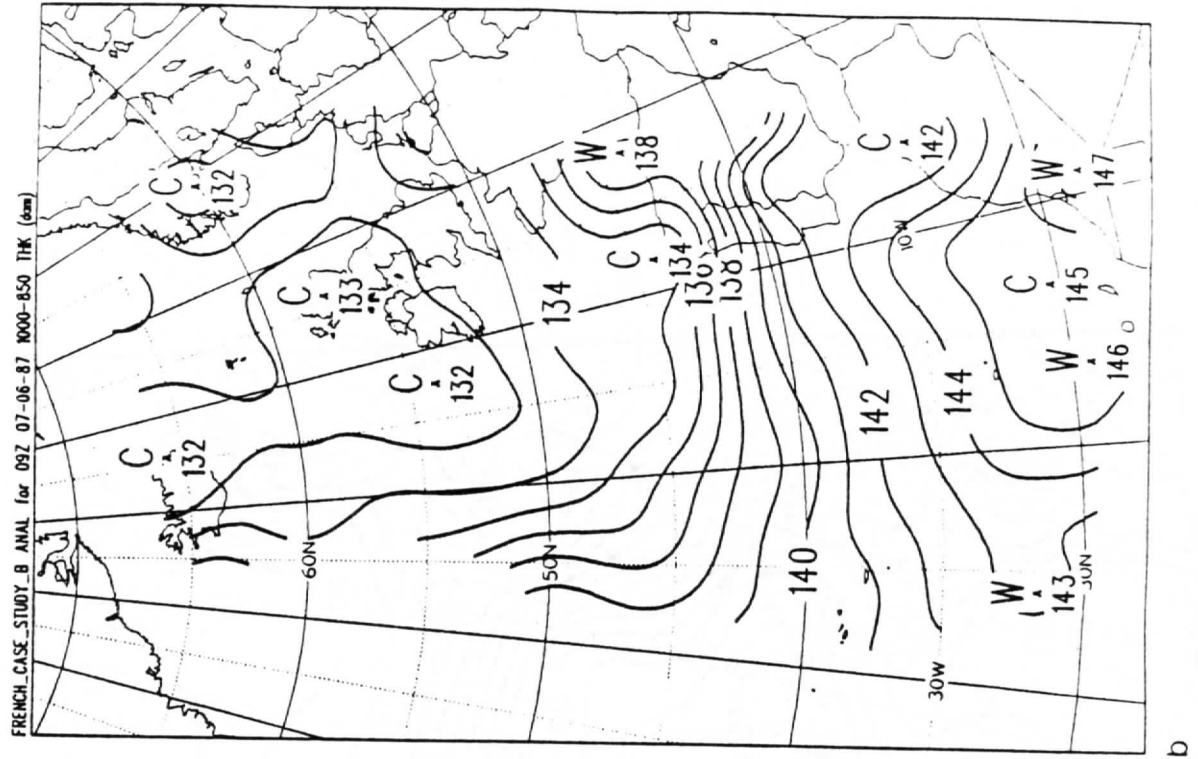 FRENCH_CASE_STUDY_B ANAL for 09Z 07-06-87 1000-850 THK (dam)
C
132
C
132
C
133
C
132
60N
W
138
C
134
134
136
138
50N
C
142
10W
W
147
140
142
144
C
145
W
146
W
143
30N
30W
b